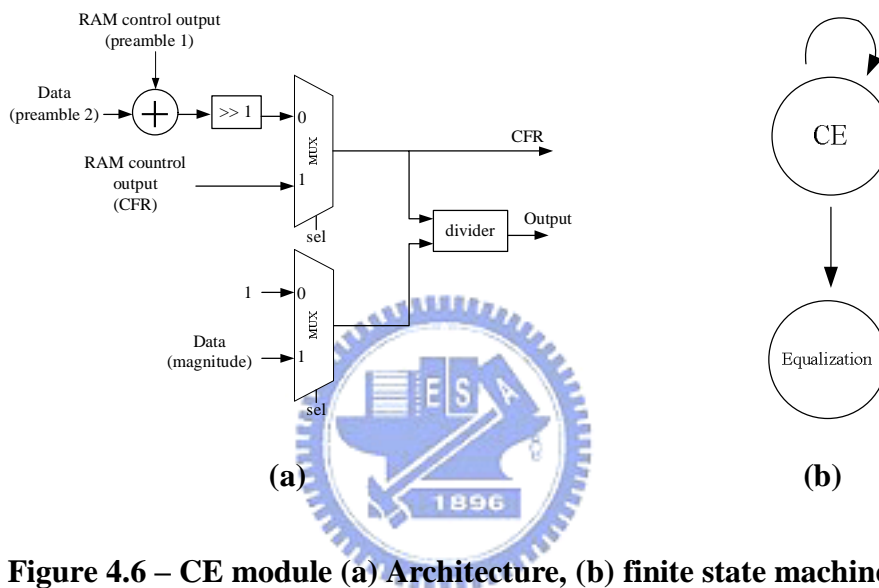 RAM control output
(preamble 1)
Data
(preamble 2)
+
>> 1
0
MUX
1
sel
RAM countrol
output
(CFR)
CFR
divider
Output
1
0
MUX
1
sel
Data
(magnitude)
E S A
1896
CE
Equalization
(a)
(b)
Figure 4.6 – CE module (a) Architecture, (b) finite state machine